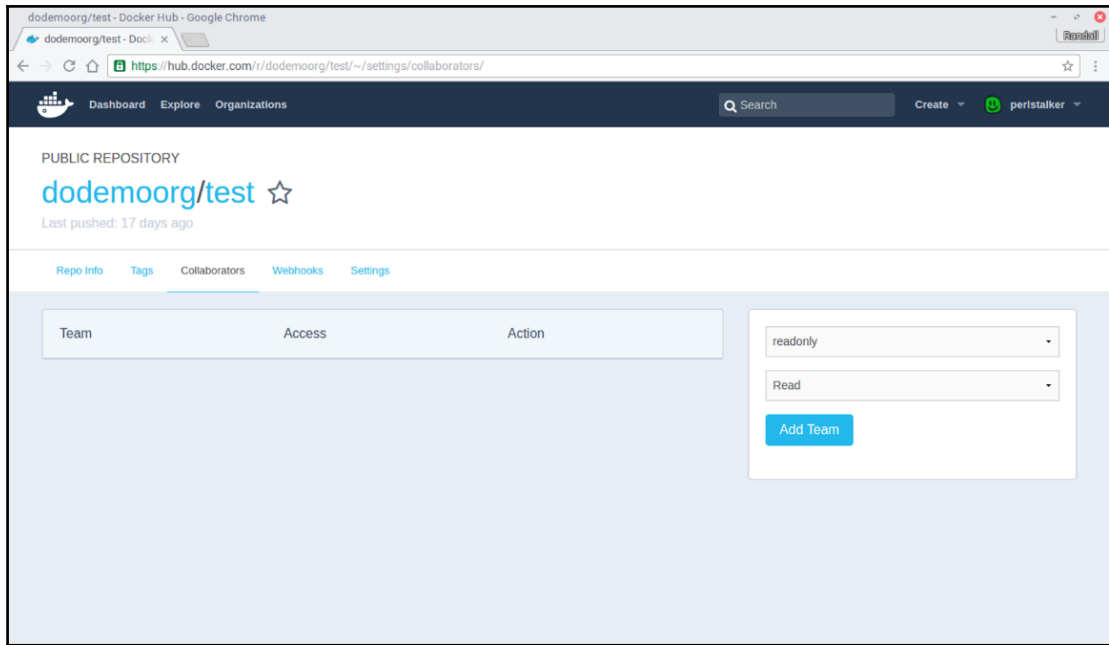 dodemoorg/test - Docker Hub - Google Chrome
dodemoorg/test - Dock
Randall
https://hub.docker.com/r/dodemoorg/test/~/settings/collaborators/
Dashboard Explore Organizations Search Create perlstalker
PUBLIC REPOSITORY
dodemoorg/test
Last pushed: 17 days ago
Repo Info Tags Collaborators Webhooks Settings
Team Access Action
readonly
Read
Add Team